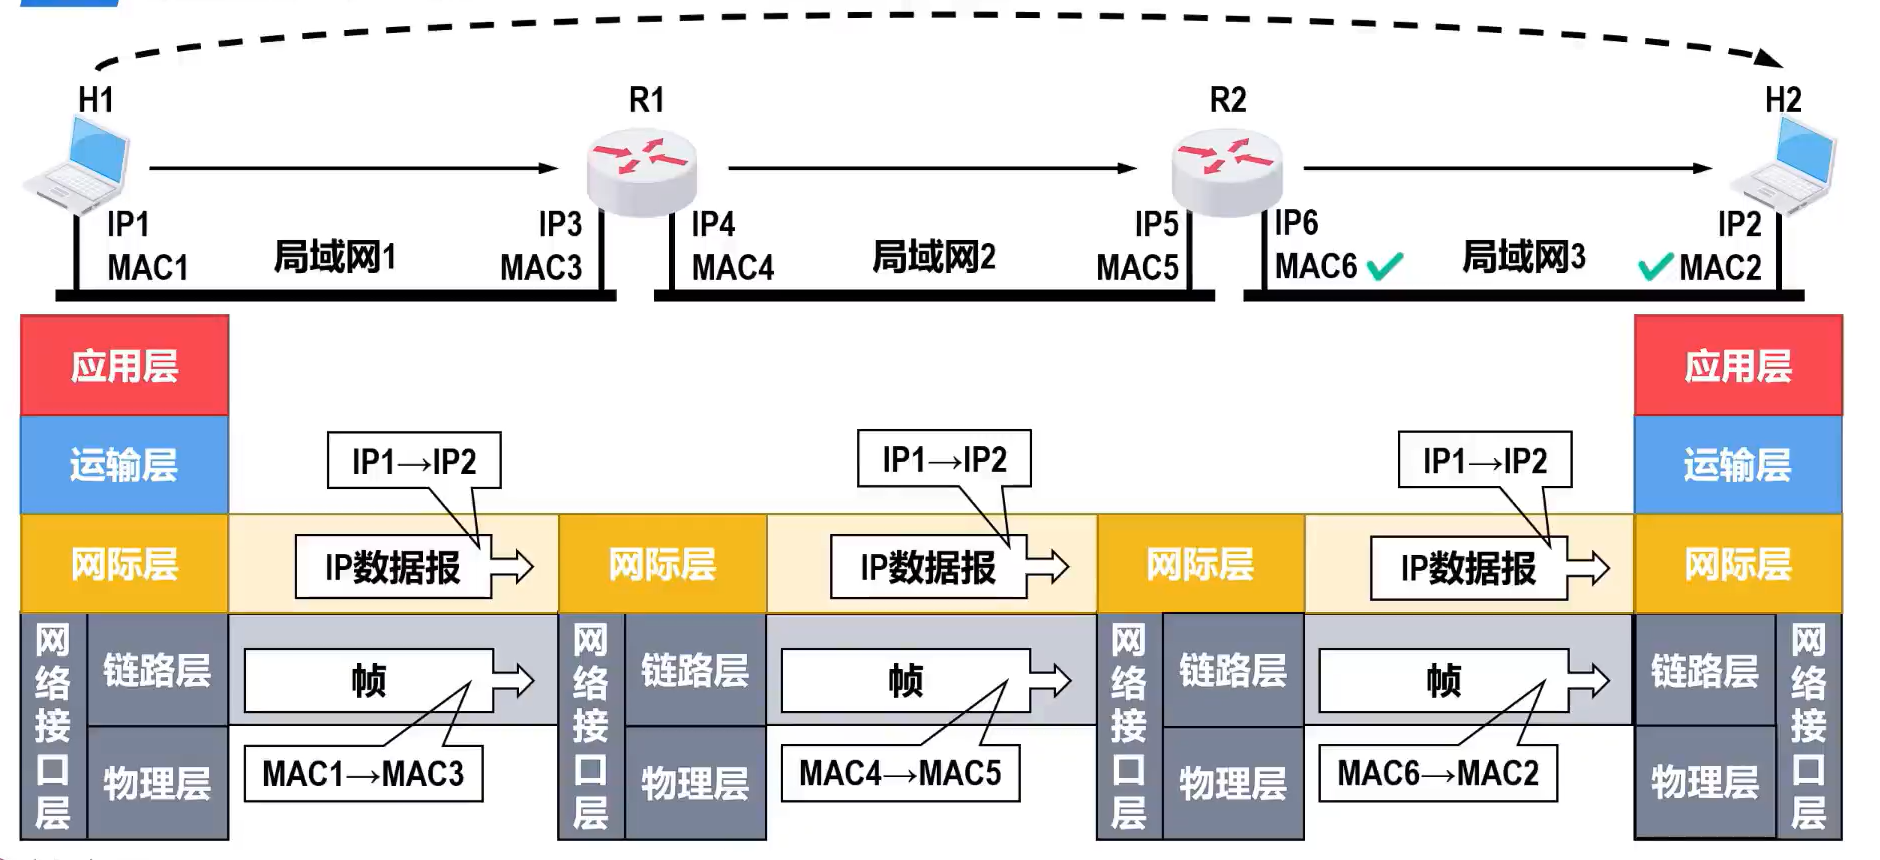 H1
R1
R2
H2
IP1
MAC1
局域网1
IP3
MAC3
IP4
MAC4
局域网2
IP5
MAC5
IP6
MAC6
局域网3
IP2
MAC2
应用层
应用层
运输层
IP1→IP2
IP1→IP2
IP1→IP2
运输层
网际层
IP数据报
网际层
IP数据报
网际层
IP数据报
网际层
网络接口层
链路层
帧
网络接口层
链路层
帧
网络接口层
链路层
帧
链路层
网络接口层
物理层
MAC1→MAC3
物理层
MAC4→MAC5
物理层
MAC6→MAC2
物理层